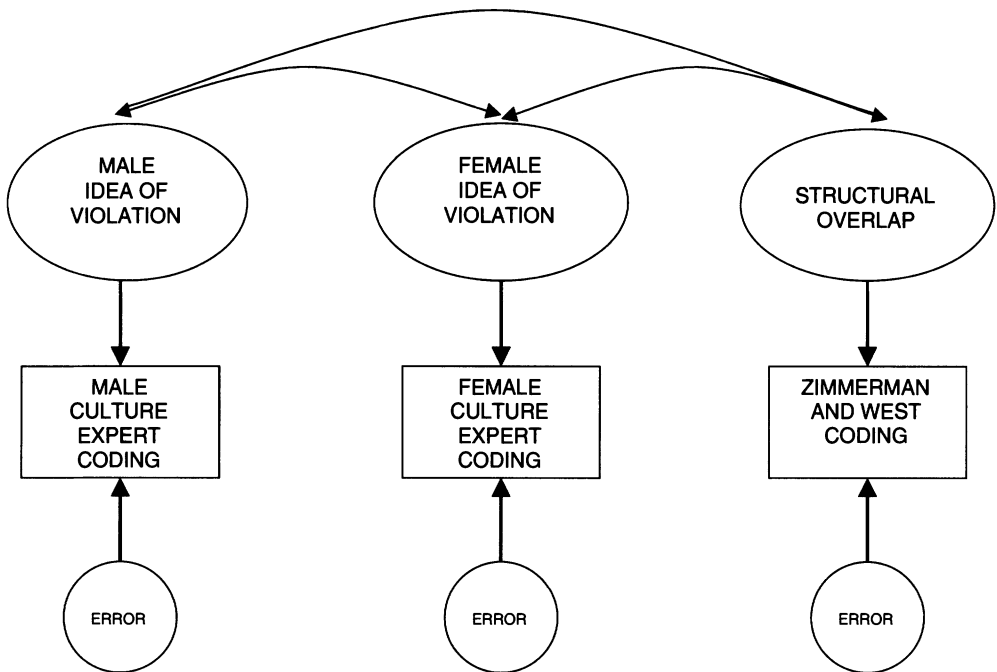 MALE
IDEA OF
VIOLATION
FEMALE
IDEA OF
VIOLATION
STRUCTURAL
OVERLAP
MALE
CULTURE
EXPERT
CODING
FEMALE
CULTURE
EXPERT
CODING
ZIMMERMAN
AND WEST
CODING
ERROR
ERROR
ERROR